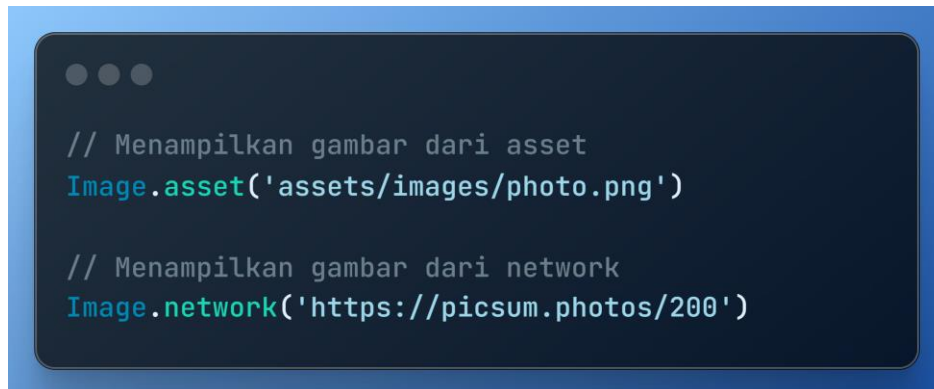 // Menampilkan gambar dari asset
Image.asset('assets/images/photo.png')
// Menampilkan gambar dari network
Image.network('https://picsum.photos/200')